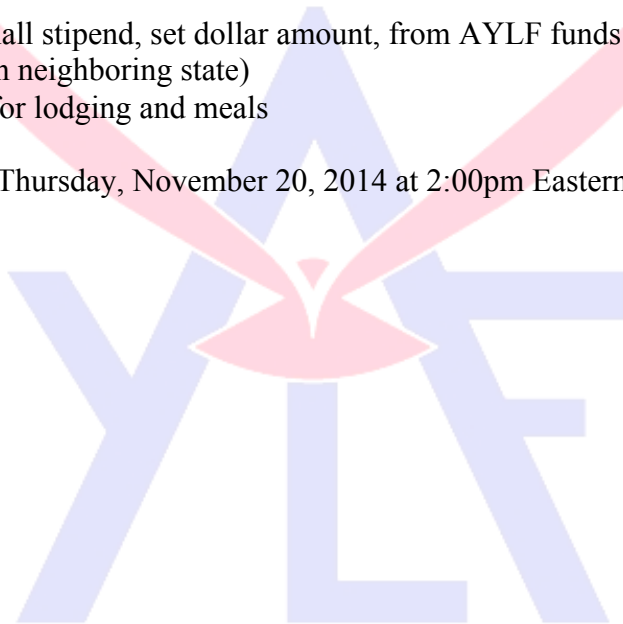 all stipend, set dollar amount, from AYLF funds
neighboring state)
for lodging and meals
Thursday, November 20, 2014 at 2:00pm Eastern
A
Y L F